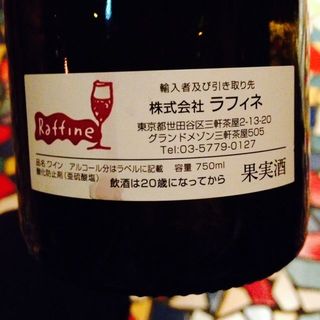 Raffine
輸入者及び引き取り先
株式会社 ラフィネ
東京都世田谷区三軒茶屋2-13-20
グランドメゾン三軒茶屋505
Tel:03-5779-0127
品名 ワイン アルコール分はラベルに記載 容量 750ml
酸化防止剤(亜硫酸塩)
飲酒は20歳になってから
果実酒